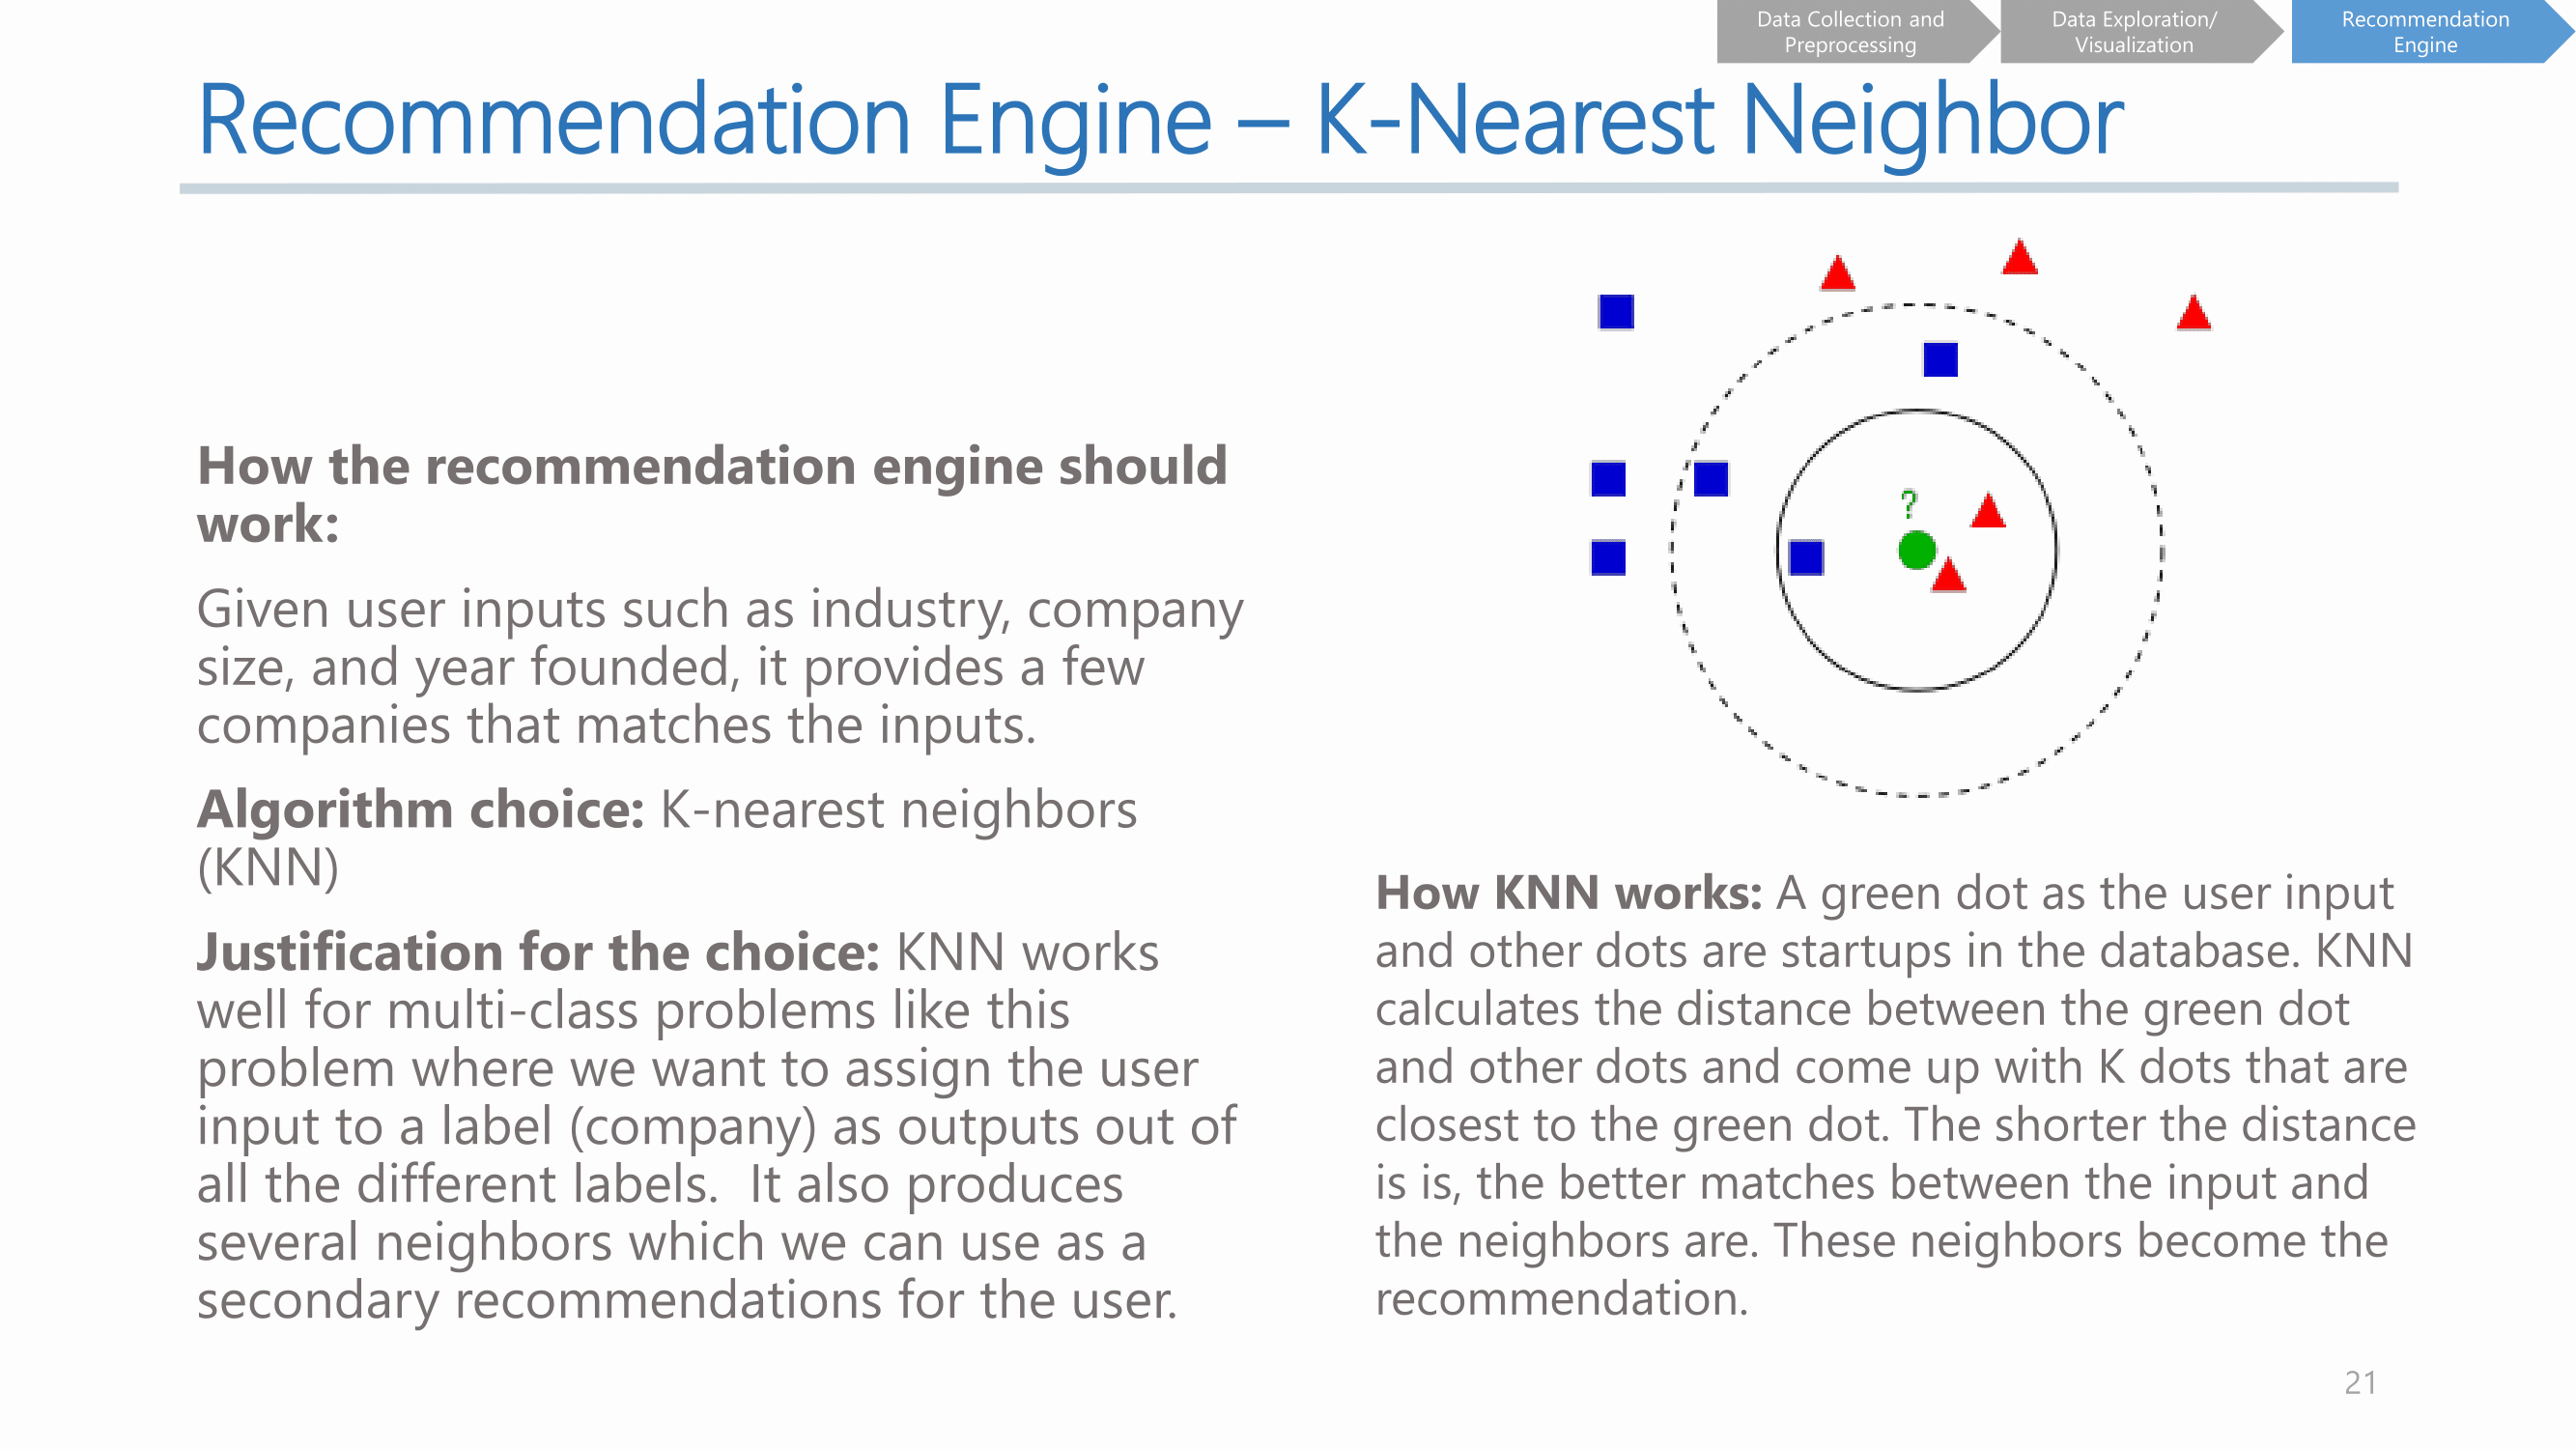 Data Collection and
Preprocessing
Data Exploration/
Visualization
Recommendation
Engine
Recommendation Engine – K-Nearest Neighbor
How the recommendation engine should
work:
Given user inputs such as industry, company
size, and year founded, it provides a few
companies that matches the inputs.
Algorithm choice: K-nearest neighbors
(KNN)
Justification for the choice: KNN works
well for multi-class problems like this
problem where we want to assign the user
input to a label (company) as outputs out of
all the different labels.  It also produces
several neighbors which we can use as a
secondary recommendations for the user.
?
How KNN works: A green dot as the user input
and other dots are startups in the database. KNN
calculates the distance between the green dot
and other dots and come up with K dots that are
closest to the green dot. The shorter the distance
is is, the better matches between the input and
the neighbors are. These neighbors become the
recommendation.
21